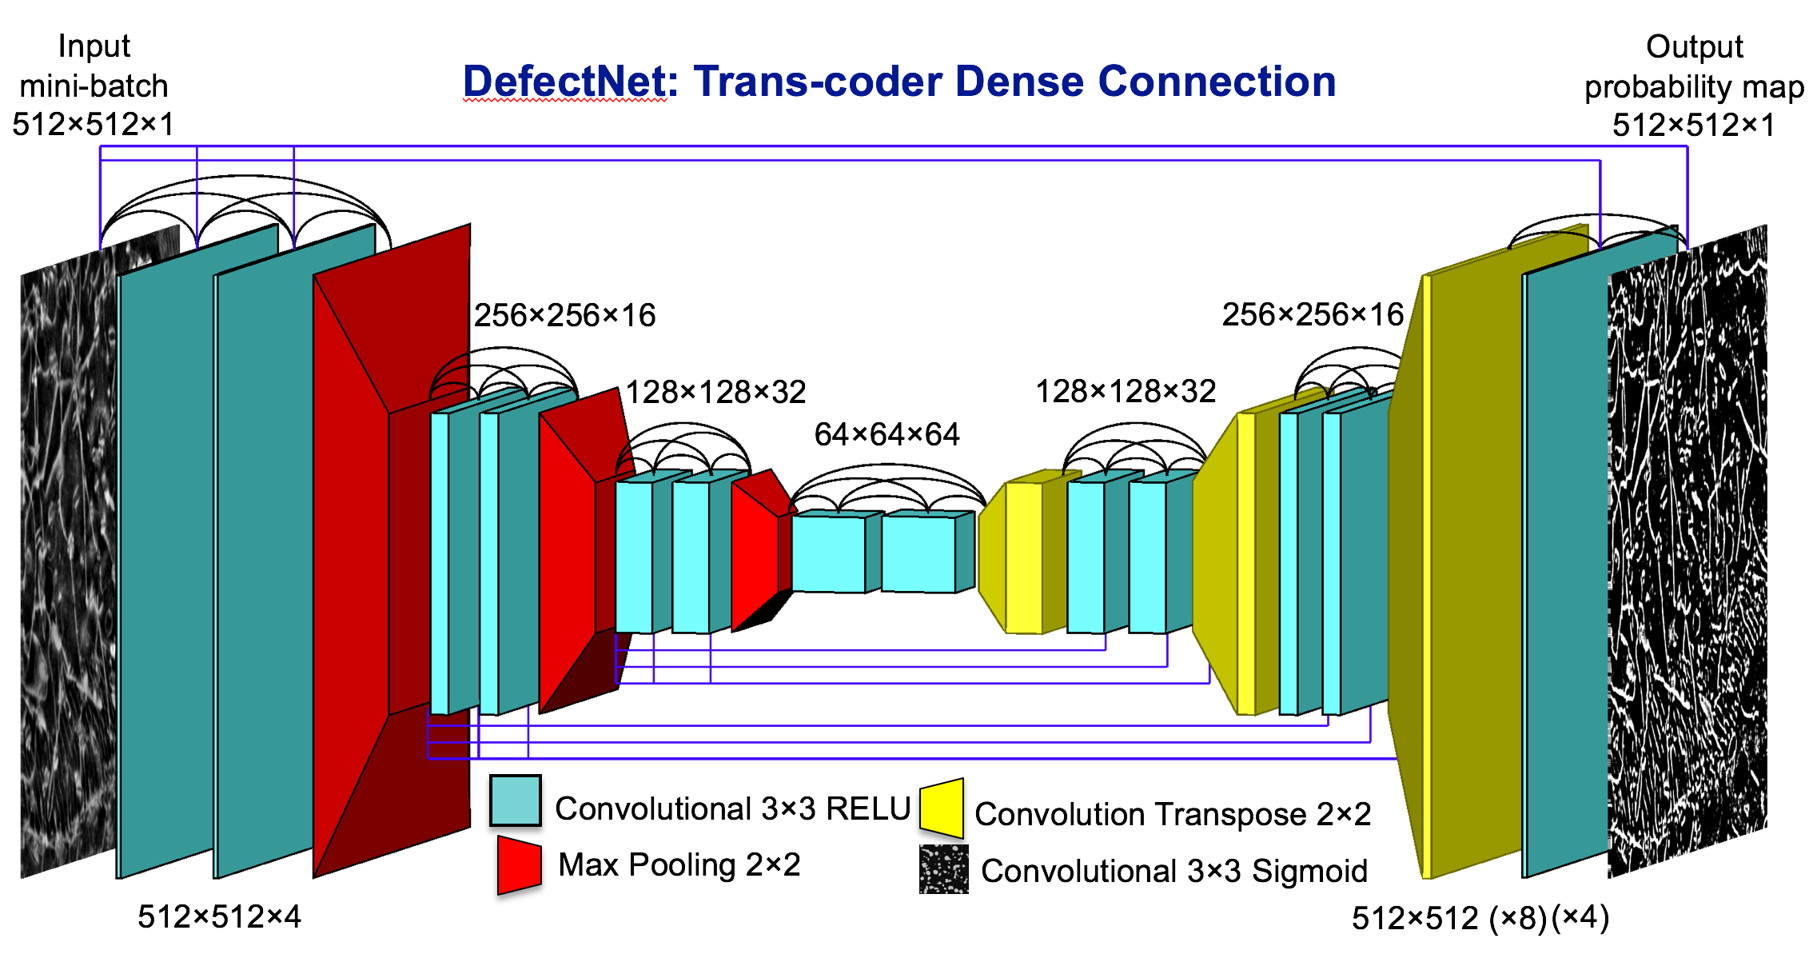 Input
mini-batch
512×512×1
DefectNet: Trans-coder Dense Connection
Output
probability map
512×512×1
256×256×16
128×128×32
64×64×64
128×128×32
256×256×16
Convolutional 3×3 RELU
Convolution Transpose 2×2
Max Pooling 2×2
Convolutional 3×3 Sigmoid
512×512×4
512×512 (×8)(×4)